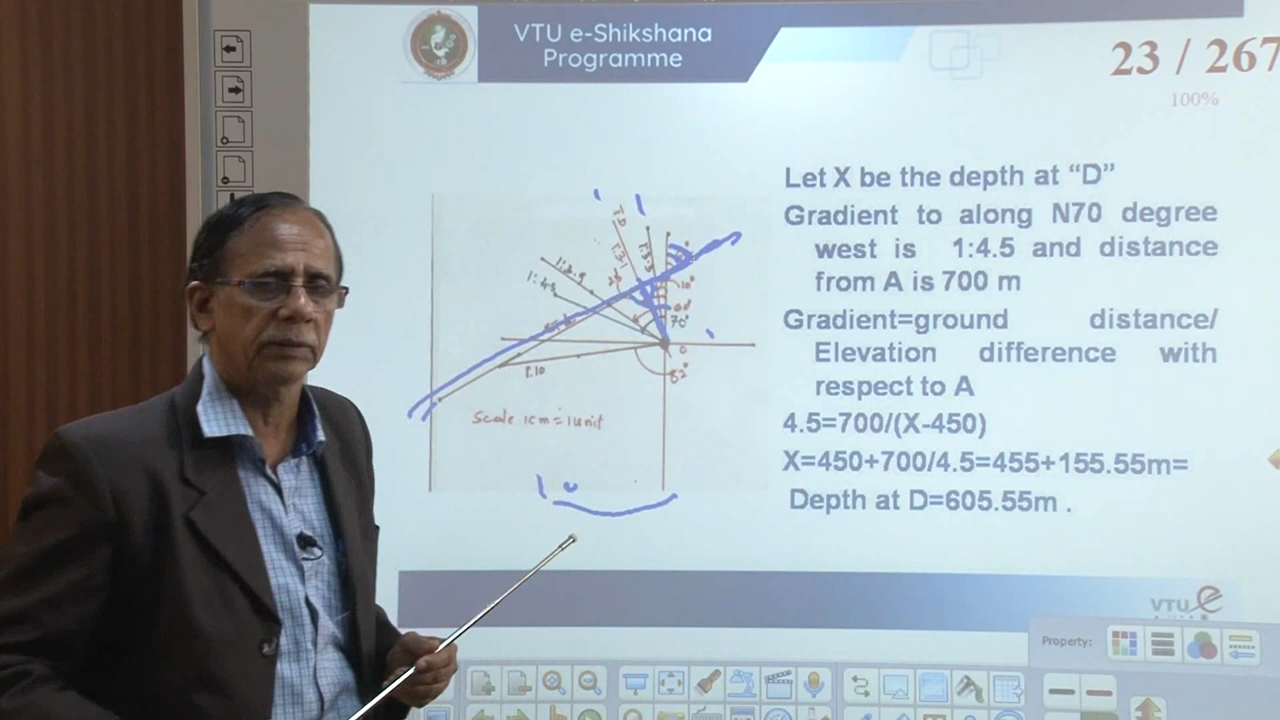 VTU e-Shikshana
Programme
23 / 267
100%
Let X be the depth at “D”
Gradient to along N70 degree
west is 1:4.5 and distance
from A is 700 m
Gradient=ground distance/
Elevation difference with
respect to A
4.5=700/(X-450)
X=450+700/4.5=455+155.55m=
Depth at D=605.55m .
1:4.5
70°
10°
82°
Scale 1cm=1unit
VTU e
Property: